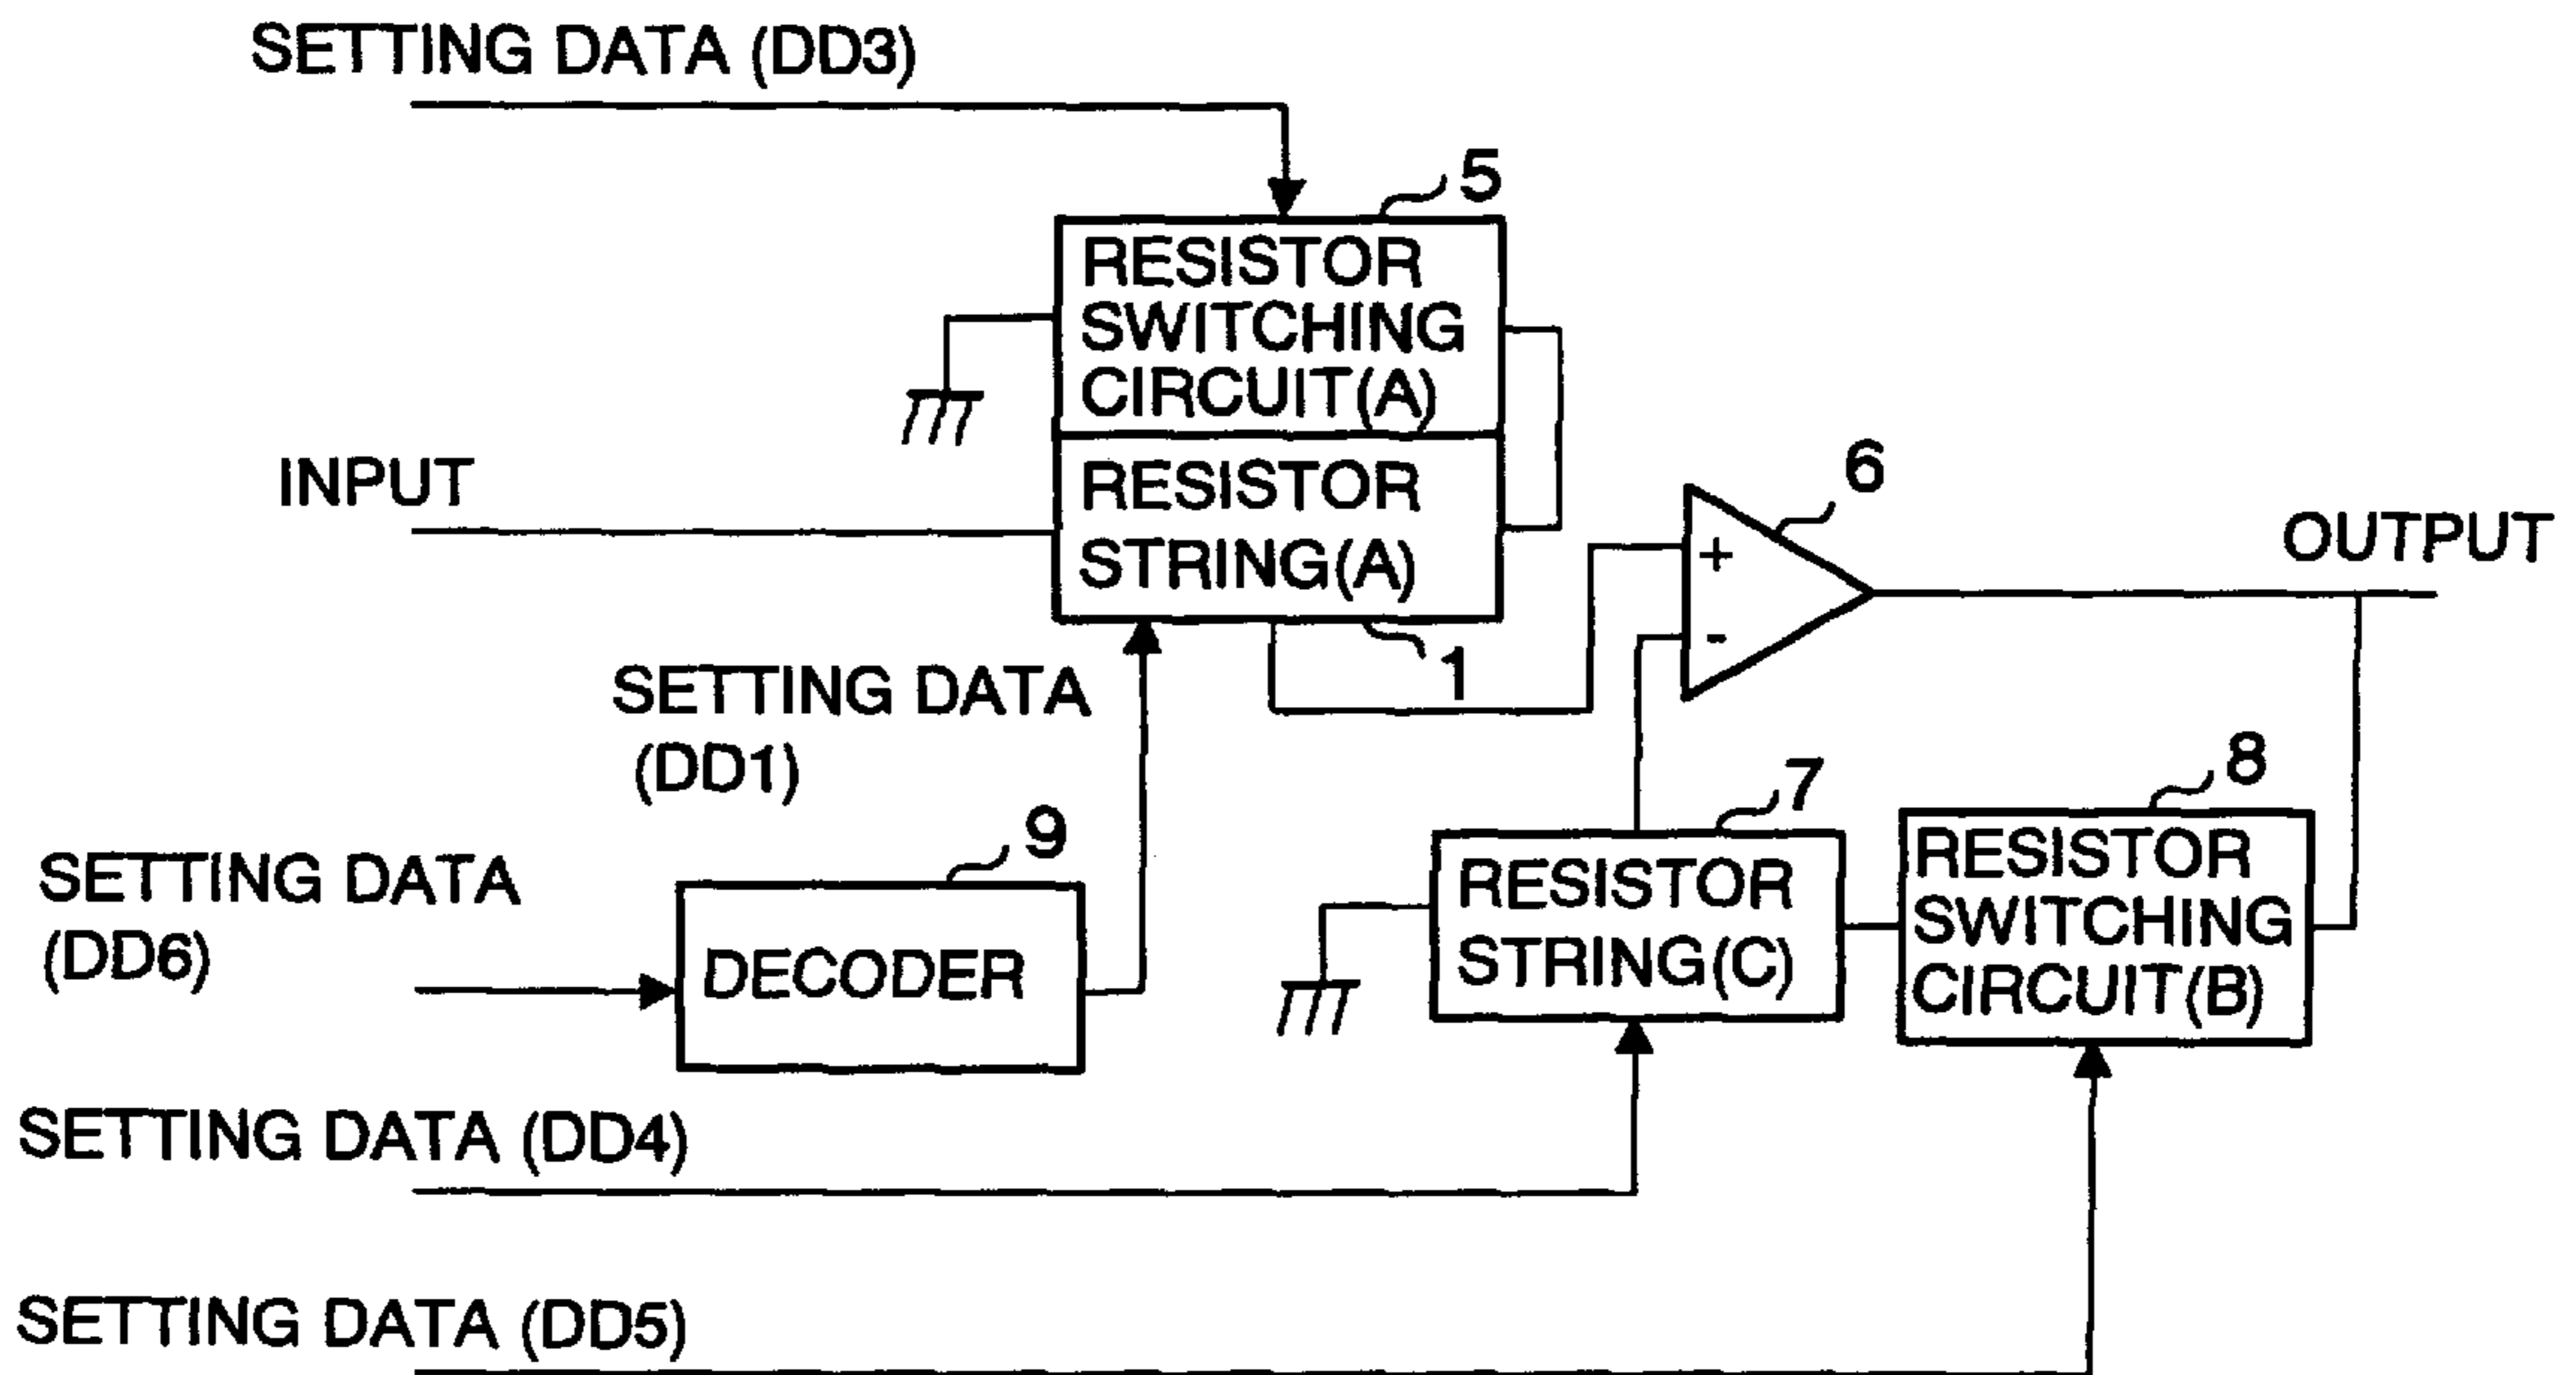 SETTING DATA (DD3)
5
RESISTOR
SWITCHING
CIRCUIT(A)
INPUT
RESISTOR
STRING(A)
6
+
-
OUTPUT
1
SETTING DATA
(DD1)
7
8
9
SETTING DATA
(DD6)
DECODER
RESISTOR
STRING(C)
RESISTOR
SWITCHING
CIRCUIT(B)
SETTING DATA (DD4)
SETTING DATA (DD5)